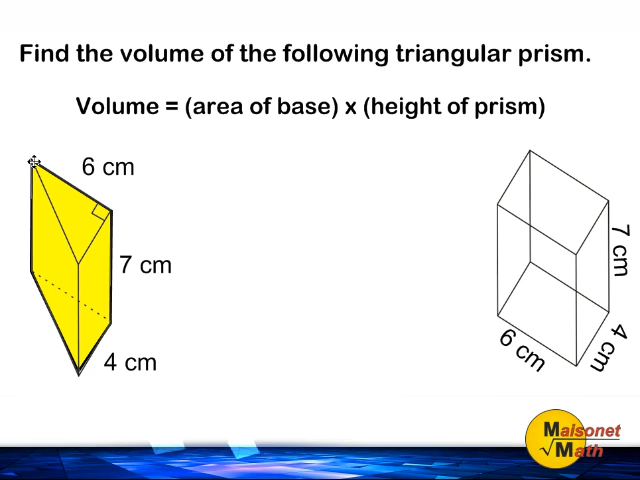 Find the volume of the following triangular prism.
Volume = (area of base) x (height of prism)
6 cm
7 cm
4 cm
7 cm
6 cm
4 cm
Maisonet
√Math